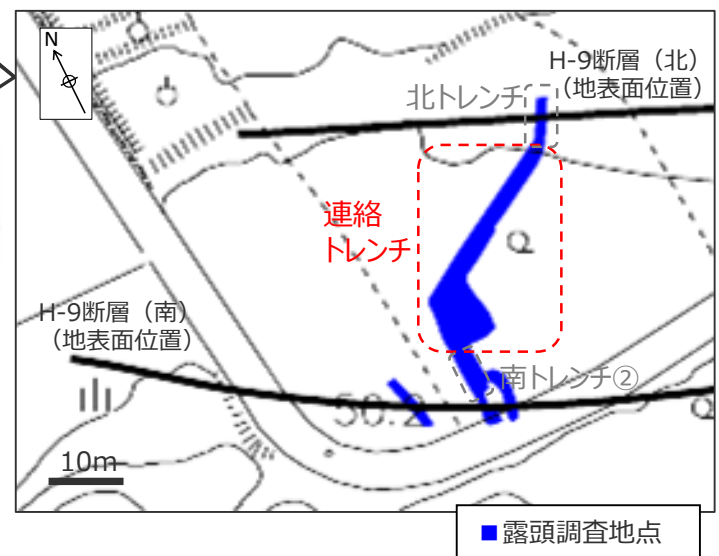 N
H-9断層（北）
（地表面位置）
北トレンチ
連絡
トレンチ
H-9断層（南）
（地表面位置）
南トレンチ②
50.2
10m
■露頭調査地点